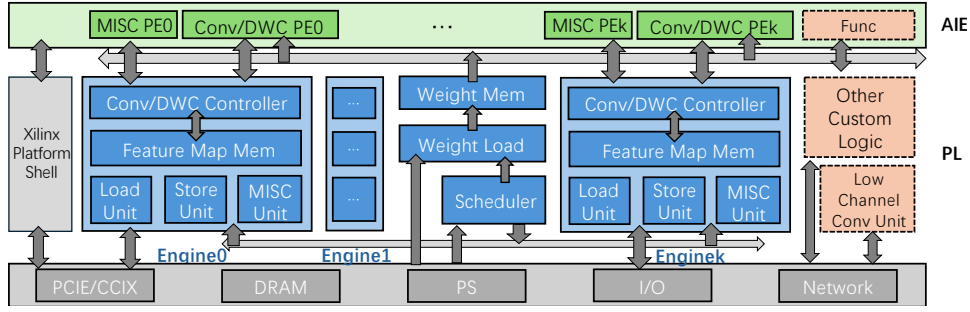 MISC PE0
Conv/DWC PE0
...
MISC PEk
Conv/DWC PEk
Func
AIE
Xilinx
Platform
Shell
Conv/DWC Controller
Feature Map Mem
Load
Unit
Store
Unit
MISC
Unit
Engine0
...
...
...
Engine1
Weight Mem
Weight Load
Scheduler
Conv/DWC Controller
Feature Map Mem
Load
Unit
Store
Unit
MISC
Unit
Enginek
Other
Custom
Logic
Low
Channel
Conv Unit
PL
PCIE/CCIX
DRAM
PS
I/O
Network